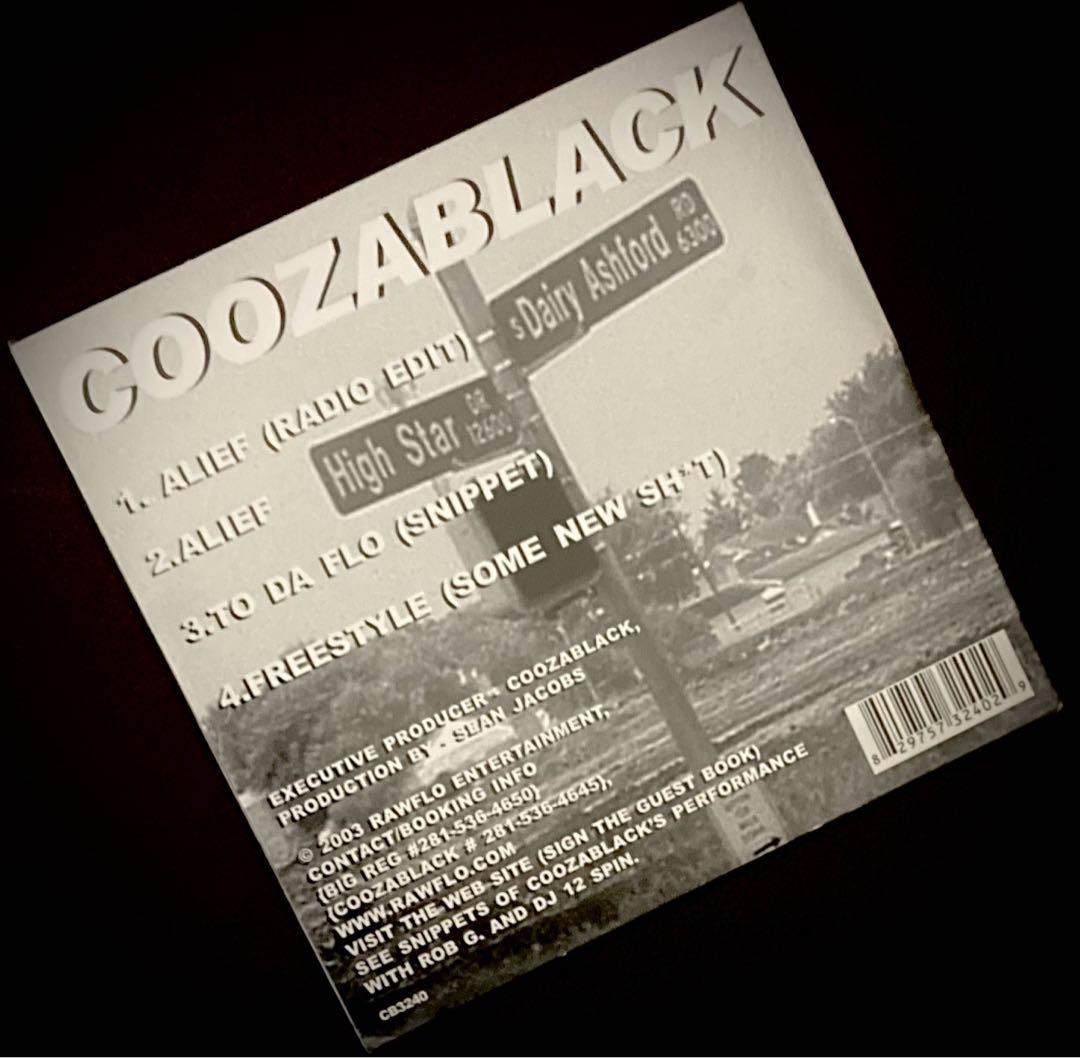 COOZABLACK
S Dairy Ashford RD 6300
1. ALIEF (RADIO EDIT)
High Star DR 12600
2.ALIEF
3.TO DA FLO (SNIPPET)
4.FREESTYLE (SOME NEW SH*T)
EXECUTIVE PRODUCER - COOZABLACK,
PRODUCTION BY - SEAN JACOBS
© 2003 RAWFLO ENTERTAINMENT,
CONTACT/BOOKING INFO
(BIG REG #281-536-4650)
(COOZABLACK # 281-536-4645),
WWW.RAWFLO.COM
VISIT THE WEB SITE (SIGN THE GUEST BOOK)
SEE SNIPPETS OF COOZABLACK'S PERFORMANCE
WITH ROB G. AND DJ 12 SPIN.
CB3240
8 29757 32402 9